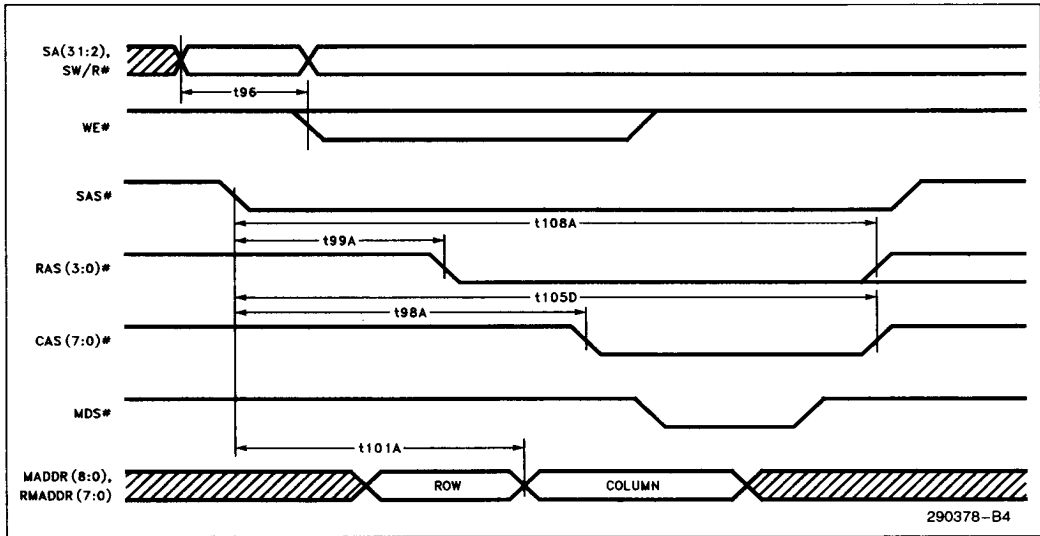 SA(31:2),
SW/R#
t96
WE#
SAS#
t108A
t99A
RAS (3:0)#
t105D
t98A
CAS (7:0)#
MDS#
t101A
MADDR (8:0),
RMADDR (7:0)
ROW
COLUMN
290378-B4